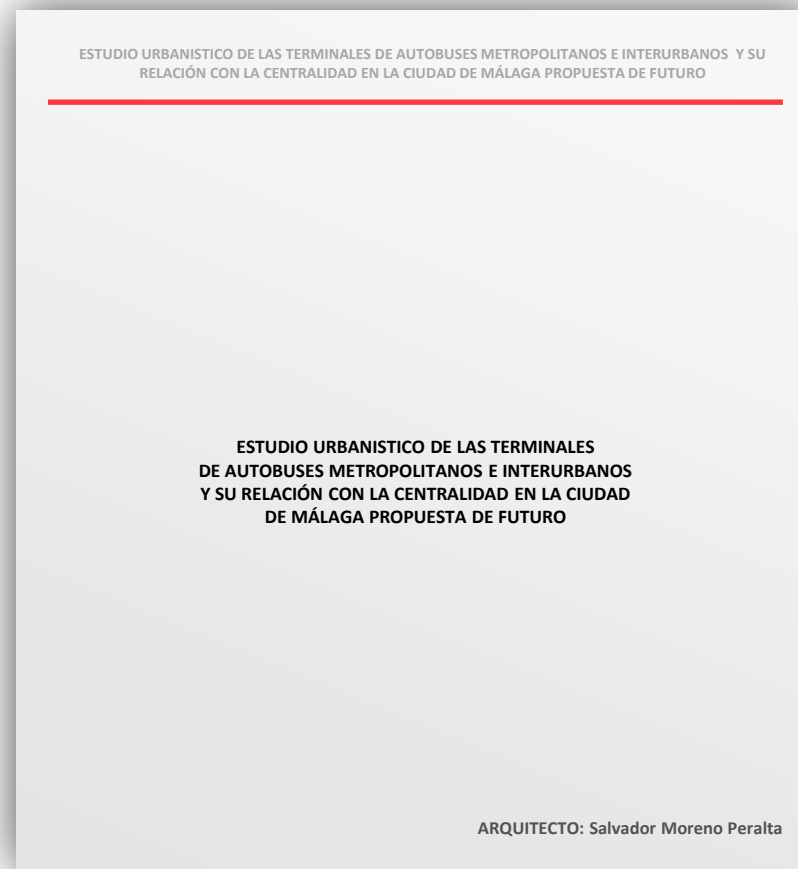 ESTUDIO URBANISTICO DE LAS TERMINALES DE AUTOBUSES METROPOLITANOS E INTERURBANOS Y SU
RELACIÓN CON LA CENTRALIDAD EN LA CIUDAD DE MÁLAGA PROPUESTA DE FUTURO
ESTUDIO URBANISTICO DE LAS TERMINALES
DE AUTOBUSES METROPOLITANOS E INTERURBANOS
Y SU RELACIÓN CON LA CENTRALIDAD EN LA CIUDAD
DE MÁLAGA PROPUESTA DE FUTURO
ARQUITECTO: Salvador Moreno Peralta